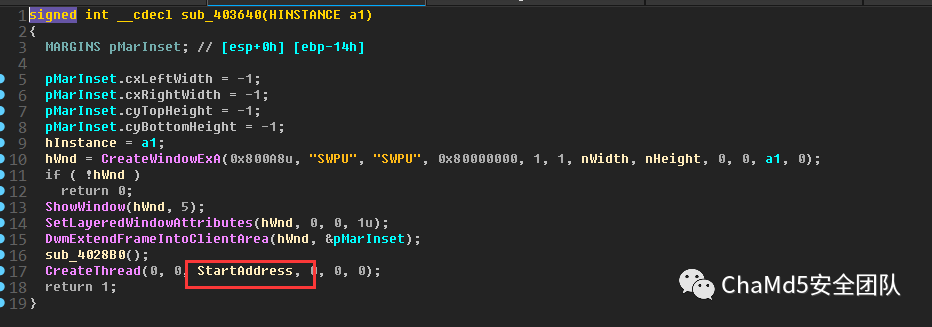 1 signed int __cdecl sub_403640(HINSTANCE a1)
2 {
3 MARGINS pMarInset; // [esp+0h] [ebp-14h]
4
5 pMarInset.cxLeftWidth = -1;
6 pMarInset.cxRightWidth = -1;
7 pMarInset.cyTopHeight = -1;
8 pMarInset.cyBottomHeight = -1;
9 hInstance = a1;
10 hWnd = CreateWindowExA(0x800A8u, "SWPU", "SWPU", 0x80000000, 1, 1, nWidth, nHeight, 0, 0, a1, 0);
11 if ( !hWnd )
12 return 0;
13 ShowWindow(hWnd, 5);
14 SetLayeredWindowAttributes(hWnd, 0, 0, 1u);
15 DwmExtendFrameIntoClientArea(hWnd, &pMarInset);
16 sub_4028B0();
17 CreateThread(0, 0, StartAddress, 0, 0, 0);
18 return 1;
19 }
ChaMd5安全团队